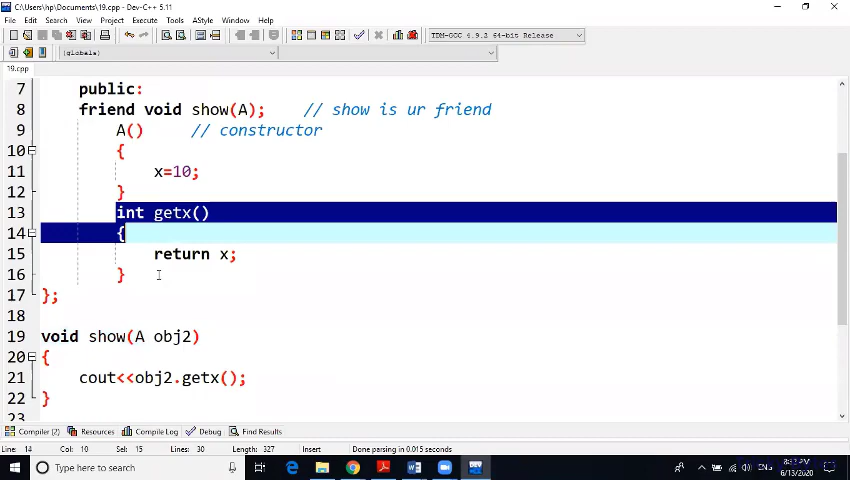 C:\Users\hp\Documents\19.cpp - Dev-C++ 5.11
File Edit Search View Project Execute Tools AStyle Window Help
TDM-GCC 4.9.2 64-bit Release
(globals)
19.cpp
7 public:
8 friend void show(A); // show is ur friend
9 A() // constructor
10 {
11 x=10;
12 }
13 int getx()
14 {
15 return x;
16 }
17 };
18
19 void show(A obj2)
20 {
21 cout<<obj2.getx();
22 }
23
Compiler (2) Resources Compile Log Debug Find Results
Line: 14 Col: 10 Sel: 15 Lines: 30 Length: 327 Insert Done parsing in 0.015 seconds
Type here to search
ENG
6/13/2020